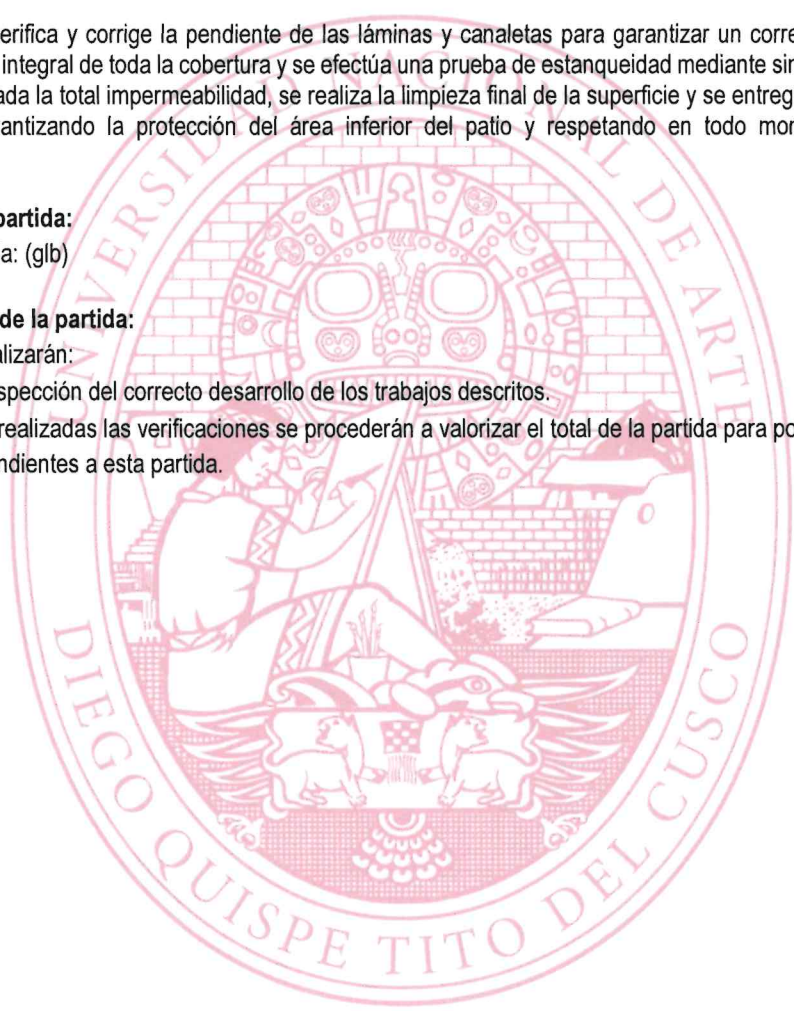 erifica y corrige la pendiente de las láminas y canaletas para garantizar un corre
integral de toda la cobertura y se efectúa una prueba de estanqueidad mediante sin
ada la total impermeabilidad, se realiza la limpieza final de la superficie y se entreg
antizando la protección del área inferior del patio y respetando en todo mor
partida:
a: (glb)
de la partida:
alizarán:
spección del correcto desarrollo de los trabajos descritos.
realizadas las verificaciones se procederán a valorizar el total de la partida para po
ndientes a esta partida.
UNIVERSIDAD NACIONAL DE ARTE
DIEGO QUISPE TITO DEL CUSCO